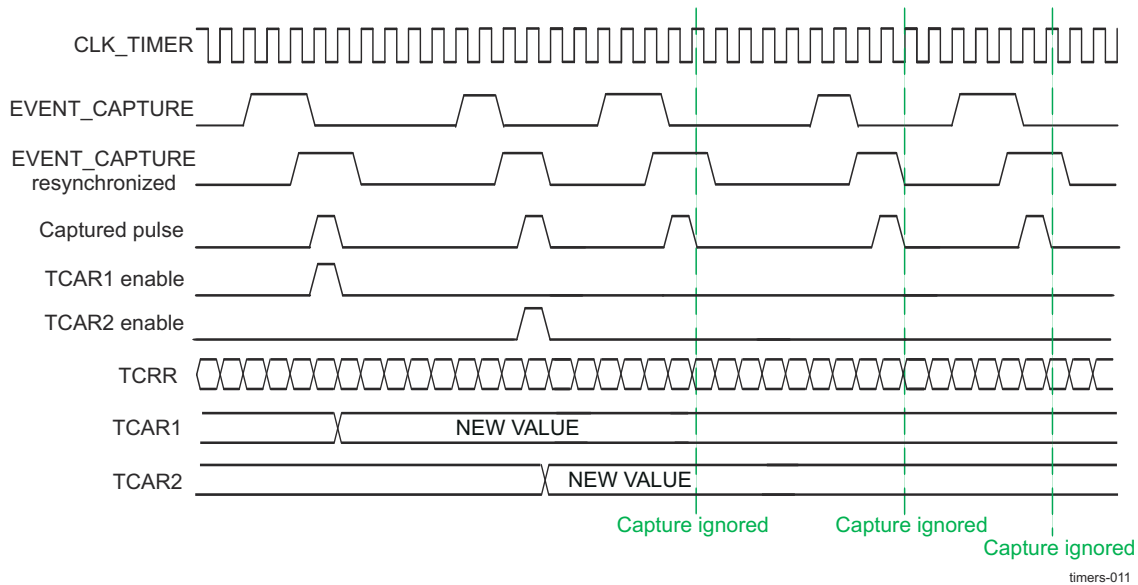 CLK_TIMER
EVENT_CAPTURE
EVENT_CAPTURE
resynchronized
Captured pulse
TCAR1 enable
TCAR2 enable
TCRR
TCAR1
NEW VALUE
TCAR2
NEW VALUE
Capture ignored
Capture ignored
Capture ignored
timers-011